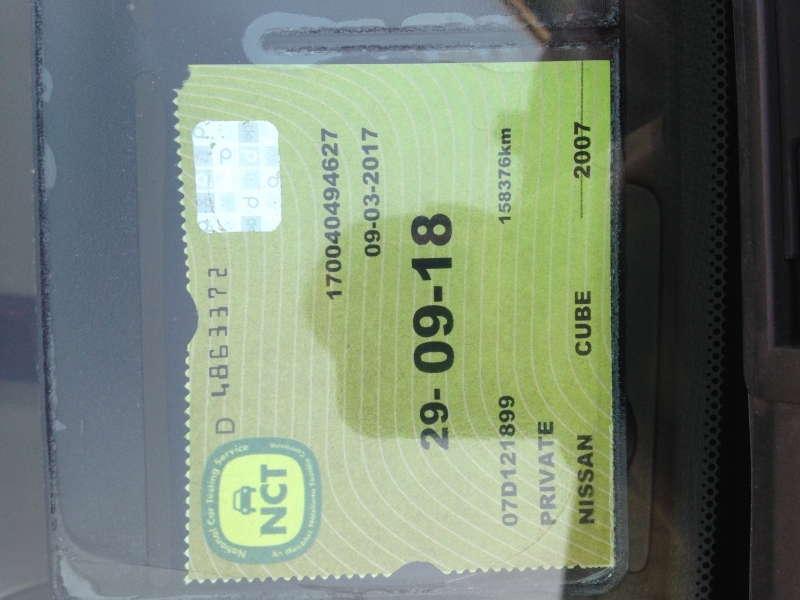 National Car Testing Service
NCT
D 4863372
170040494627
09-03-2017
29-09-18
07D121899
158376km
PRIVATE
NISSAN CUBE 2007